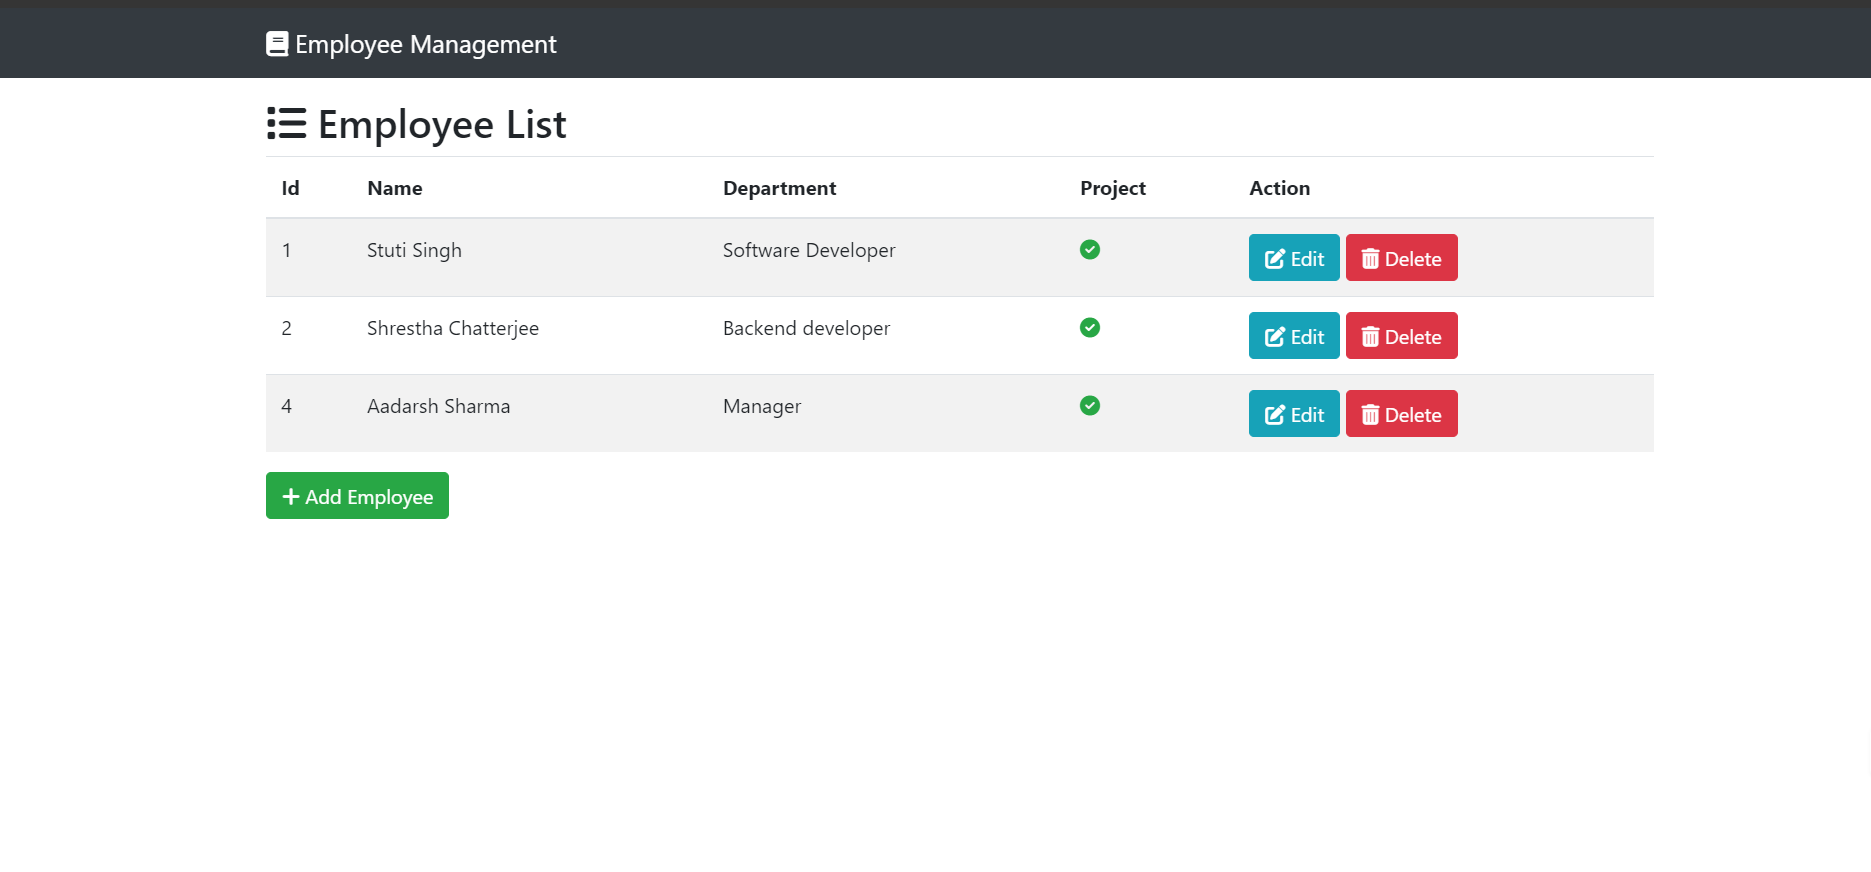 Employee Management
Employee List
Id Name Department Project Action
1 Stuti Singh Software Developer Edit Delete
2 Shrestha Chatterjee Backend developer Edit Delete
4 Aadarsh Sharma Manager Edit Delete
Add Employee